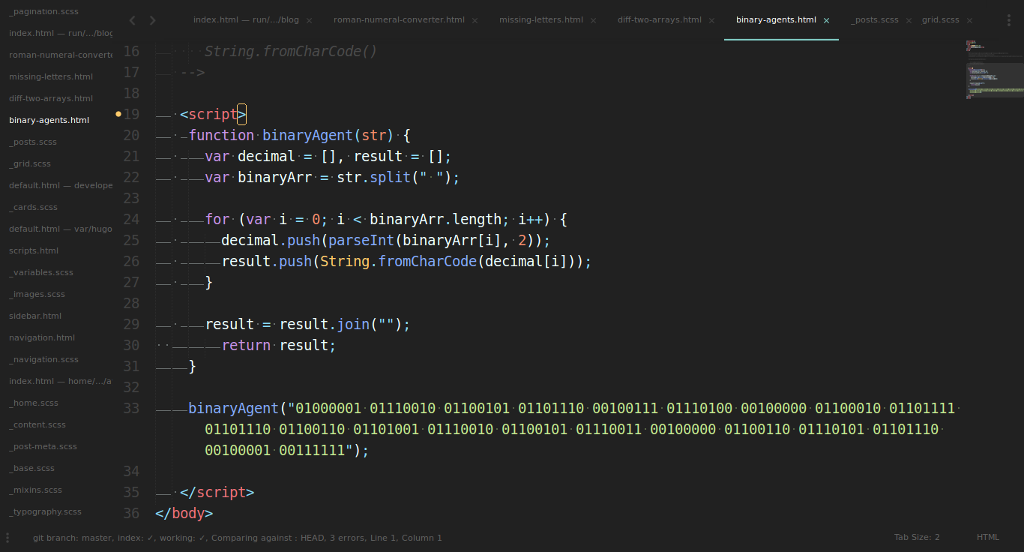 _pagination.scss
index.html — run/.../blog
roman-numeral-convert
missing-letters.html
diff-two-arrays.html
binary-agents.html
_posts.scss
_grid.scss
default.html — develope
_cards.scss
default.html — var/hugo
scripts.html
_variables.scss
_images.scss
sidebar.html
navigation.html
_navigation.scss
index.html — home/.../a
_home.scss
_content.scss
_post-meta.scss
_base.scss
_mixins.scss
_typography.scss
index.html — run/.../blog × roman-numeral-converter.html × missing-letters.html × diff-two-arrays.html × binary-agents.html × _posts.scss × grid.scss ×
16 String.fromCharCode()
17 -->
18
19 <script>
20 function binaryAgent(str) {
21 var decimal = [], result = [];
22 var binaryArr = str.split(" ");
23
24 for (var i = 0; i < binaryArr.length; i++) {
25 decimal.push(parseInt(binaryArr[i], 2));
26 result.push(String.fromCharCode(decimal[i]));
27 }
28
29 result = result.join("");
30 return result;
31 }
32
33 binaryAgent("01000001 01110010 01100101 01101110 00100111 01110100 00100000 01100010 01101111
01101110 01100110 01101001 01110010 01100101 01110011 00100000 01100110 01110101 01101110
00100001 00111111");
34
35 </script>
36 </body>
git branch: master, index: ✓, working: ✓, Comparing against : HEAD, 3 errors, Line 1, Column 1 Tab Size: 2 HTML